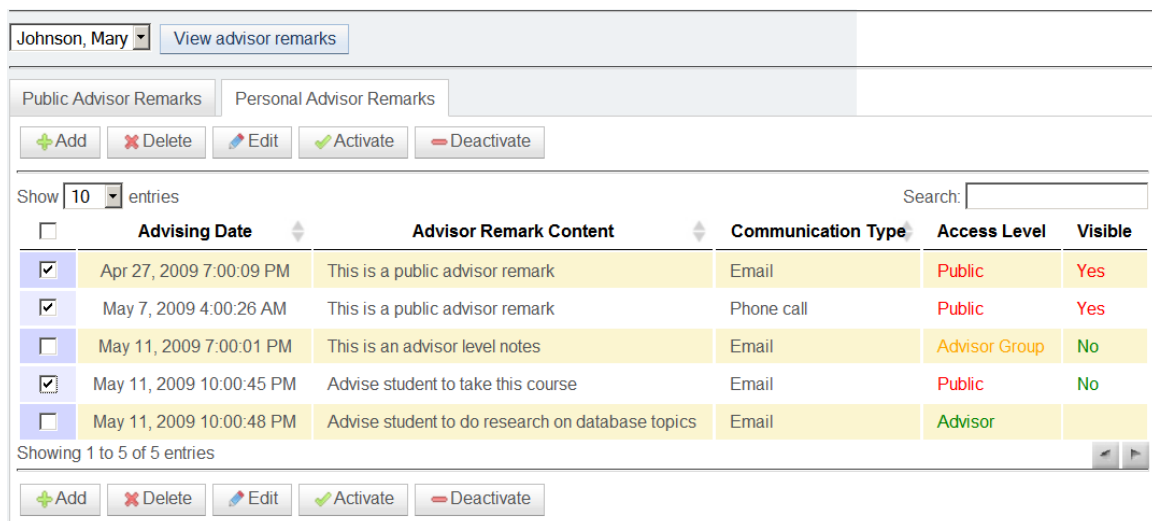 Johnson, Mary View advisor remarks
Public Advisor Remarks Personal Advisor Remarks
Add Delete Edit Activate Deactivate
Show 10 entries Search:
Advising Date Advisor Remark Content Communication Type Access Level Visible
Apr 27, 2009 7:00:09 PM This is a public advisor remark Email Public Yes
May 7, 2009 4:00:26 AM This is a public advisor remark Phone call Public Yes
May 11, 2009 7:00:01 PM This is an advisor level notes Email Advisor Group No
May 11, 2009 10:00:45 PM Advise student to take this course Email Public No
May 11, 2009 10:00:48 PM Advise student to do research on database topics Email Advisor
Showing 1 to 5 of 5 entries
Add Delete Edit Activate Deactivate